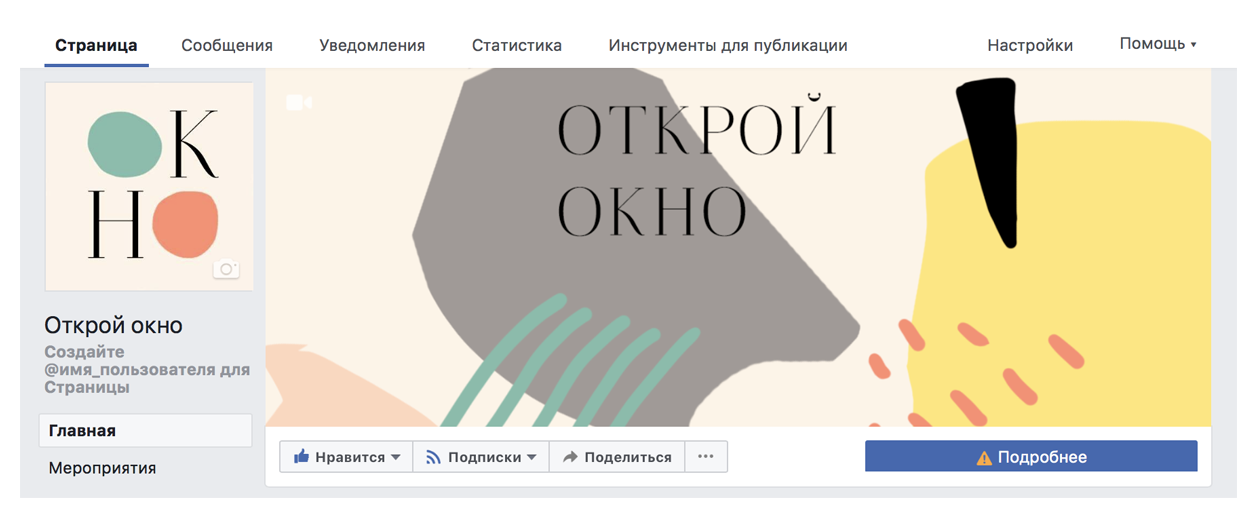 Страница Сообщения Уведомления Статистика Инструменты для публикации Настройки Помощь
ОК
НО
ОТКРОЙ
ОКНО
Открой окно
Создайте
@имя_пользователя для
Страницы
Главная
Мероприятия
Нравится Подписки Поделиться ··· Подробнее